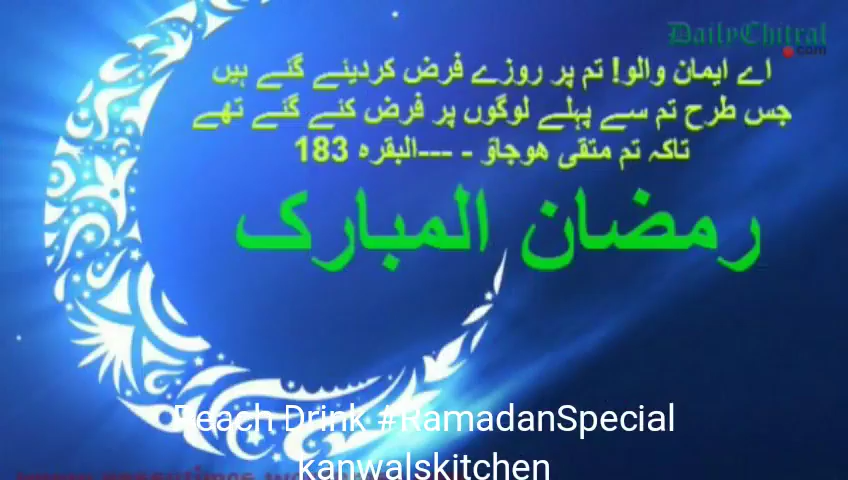 DailyChitral
.com
اے ایمان والو! تم پر روزے فرض کردیئے گئے ہیں
جس طرح تم سے پہلے لوگوں پر فرض کئے گئے تھے
تاکہ تم متقی ھوجاؤ - ---البقرہ 183
رمضان المبارک
Peach Drink #RamadanSpecial
kanwalskitchen